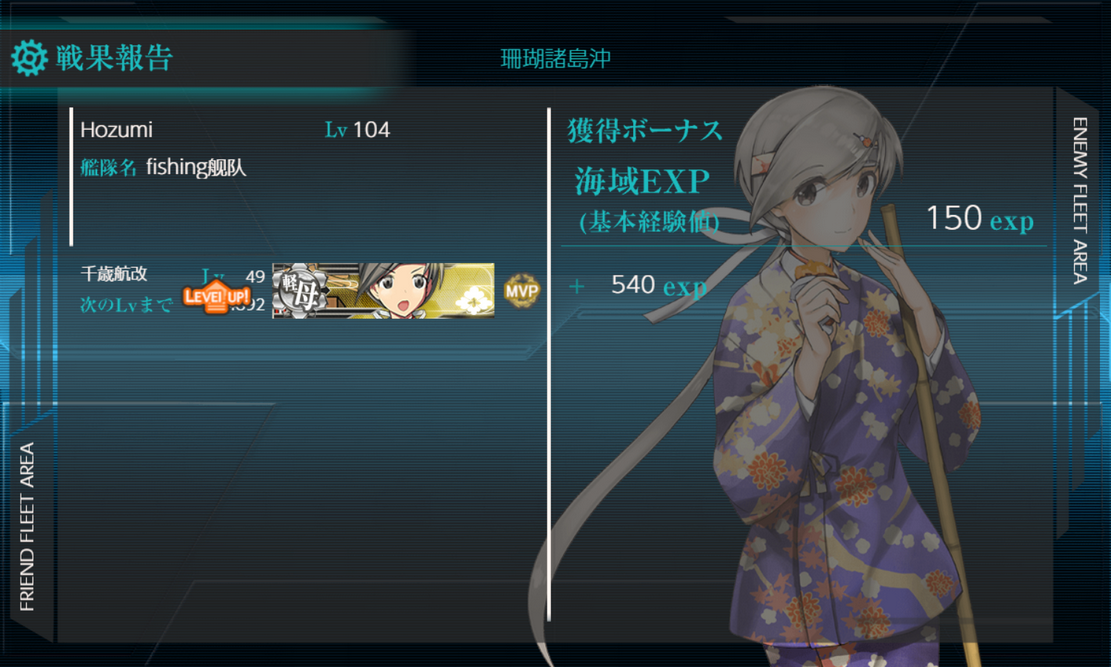 戦果報告
珊瑚諸島沖
Hozumi Lv 104
艦隊名 fishing舰队
千歳航改 Lv 49
次のLvまで
LEVEL UP!
軽母
MVP
獲得ボーナス
海域EXP
(基本経験値)
150 exp
+ 540 exp
FRIEND FLEET AREA
ENEMY FLEET AREA